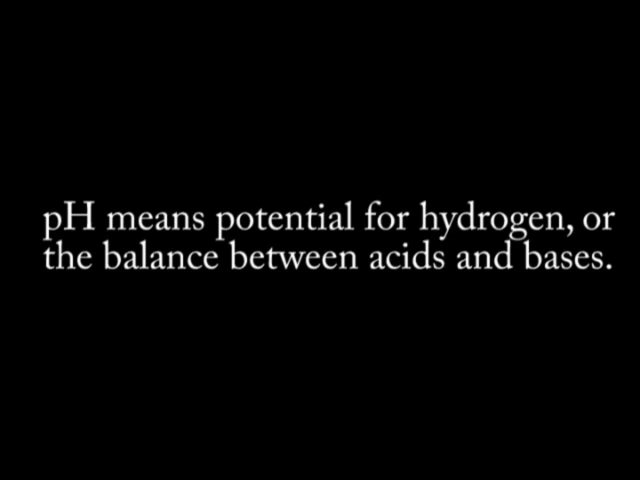 pH means potential for hydrogen, or
the balance between acids and bases.